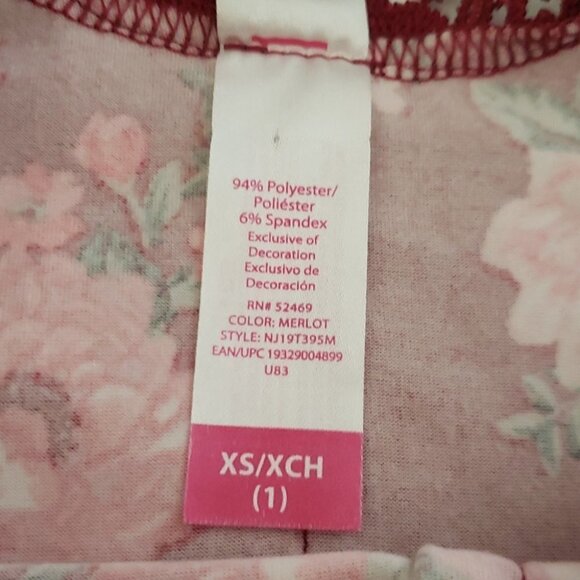 94% Polyester/
Poliéster
6% Spandex
Exclusive of
Decoration
Exclusivo de
Decoración
RN# 52469
COLOR: MERLOT
STYLE: NJ19T395M
EAN/UPC 19329004899
U83
XS/XCH
(1)